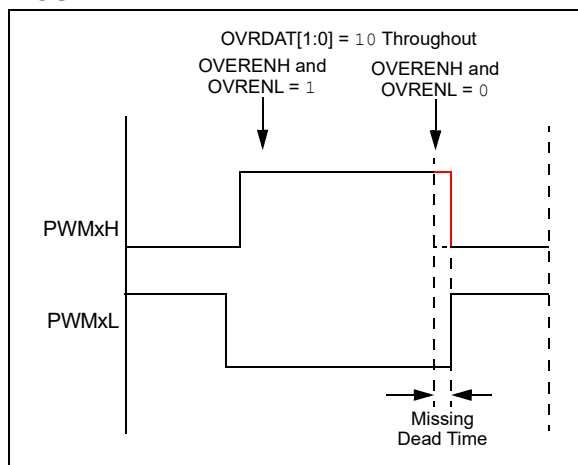 OVRDAT[1:0] = 10 Throughout
OVERENH and
OVRENL = 1
OVERENH and
OVRENL = 0
PWMxH
PWMxL
Missing
Dead Time